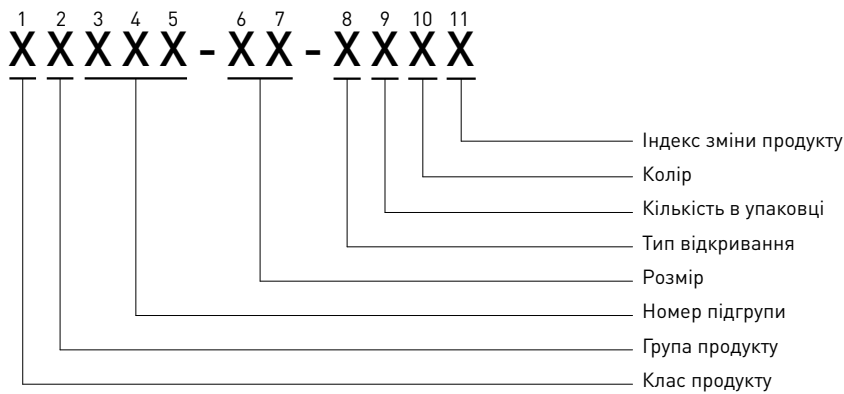 1 2 3 4 5 6 7 8 9 10 11
X X X X X - X X - X X X X
Індекс зміни продукту
Колір
Кількість в упаковці
Тип відкривання
Розмір
Номер підгрупи
Група продукту
Клас продукту